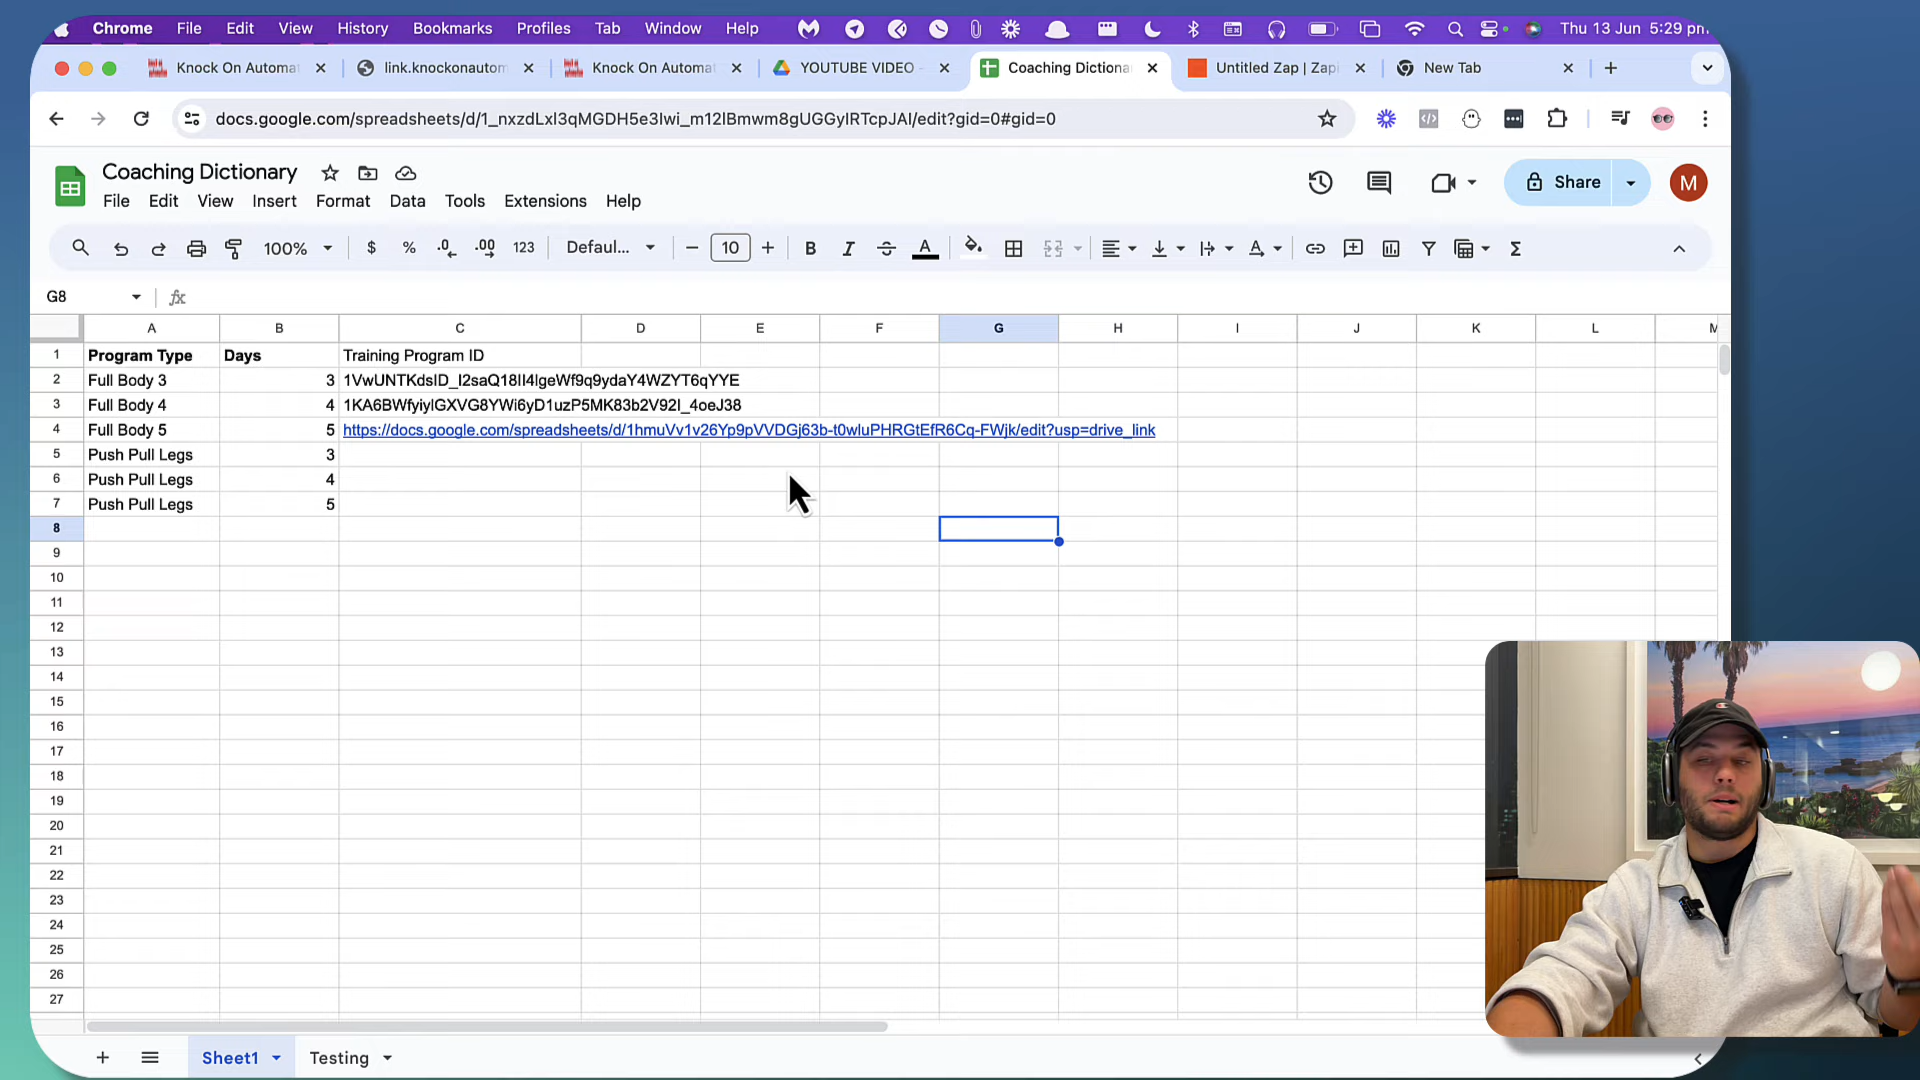 Chrome File Edit View History Bookmarks Profiles Tab Window Help Thu 13 Jun 5:29 pm
Knock On Automat link.knockonautom Knock On Automat YOUTUBE VIDEO - Coaching Dictiona Untitled Zap | Zapi New Tab
docs.google.com/spreadsheets/d/1_nxzdLxl3qMGDH5e3Iwi_m12lBmwm8gUGGylRTcpJAI/edit?gid=0#gid=0
Coaching Dictionary
Share
M
File Edit View Insert Format Data Tools Extensions Help
100% $ % .0 .00 123 Defaul... 10 B I S A
G8 fx
A B C D E F G H I J K L M
1 Program Type Days Training Program ID
2 Full Body 3 3 1VwUNTKdsID_I2saQ18II4lgeWf9q9ydaY4WZYT6qYYE
3 Full Body 4 4 1KA6BWfyiylGXVG8YWi6yD1uzP5MK83b2V92I_4oeJ38
4 Full Body 5 5 https://docs.google.com/spreadsheets/d/1hmuVv1v26Yp9pVVDGj63b-t0wluPHRGtEfR6Cq-FWjk/edit?usp=drive_link
5 Push Pull Legs 3
6 Push Pull Legs 4
7 Push Pull Legs 5
8
9
10
11
12
13
14
15
16
17
18
19
20
21
22
23
24
25
26
27
Sheet1 Testing